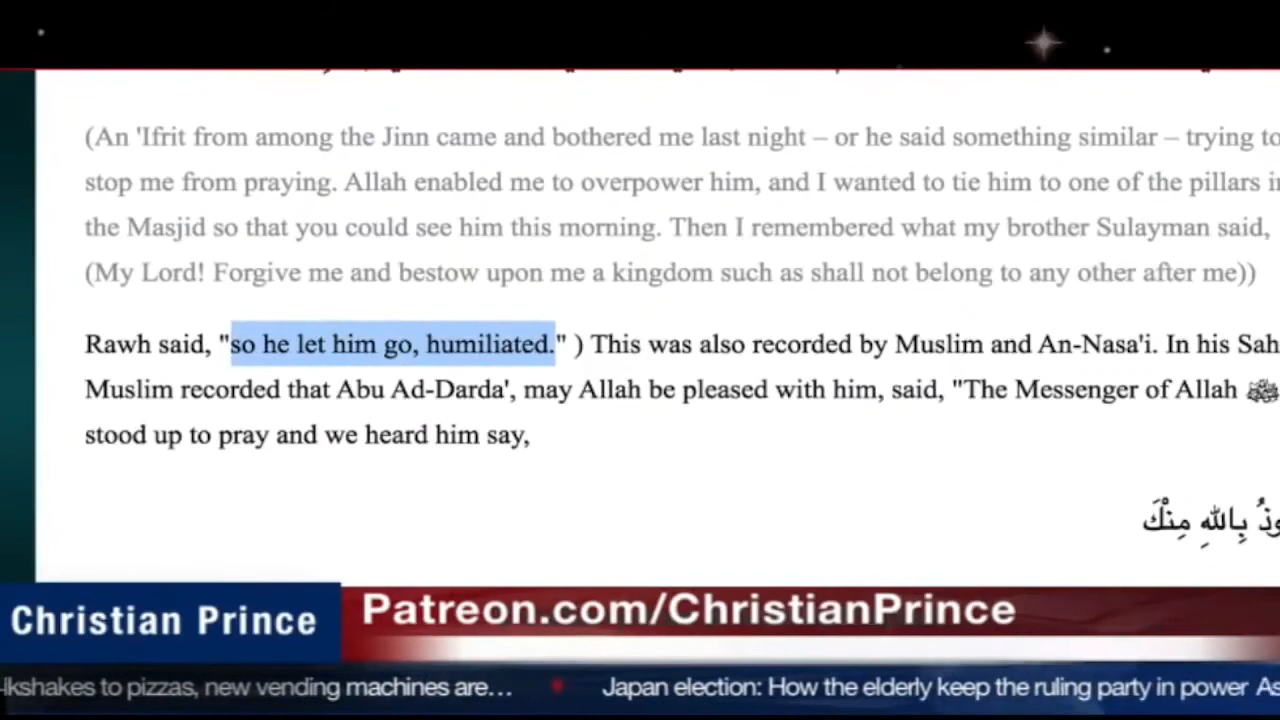 (An 'Ifrit from among the Jinn came and bothered me last night – or he said something similar – trying to
stop me from praying. Allah enabled me to overpower him, and I wanted to tie him to one of the pillars in
the Masjid so that you could see him this morning. Then I remembered what my brother Sulayman said,
(My Lord! Forgive me and bestow upon me a kingdom such as shall not belong to any other after me))
Rawh said, "so he let him go, humiliated." ) This was also recorded by Muslim and An-Nasa'i. In his Sah
Muslim recorded that Abu Ad-Darda', may Allah be pleased with him, said, "The Messenger of Allah ﷺ
stood up to pray and we heard him say,
بِاللهِ مِنْكَ
Christian Prince
Patreon.com/ChristianPrince
lkshakes to pizzas, new vending machines are...
Japan election: How the elderly keep the ruling party in power As